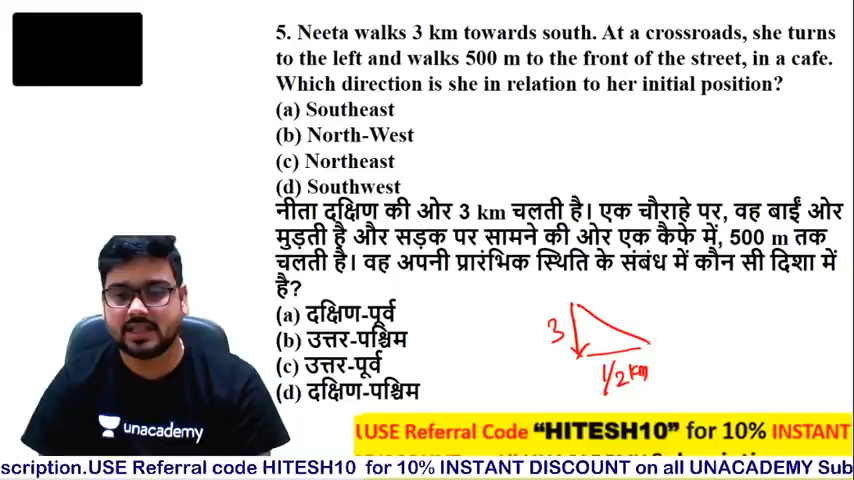 5. Neeta walks 3 km towards south. At a crossroads, she turns
to the left and walks 500 m to the front of the street, in a cafe.
Which direction is she in relation to her initial position?
(a) Southeast
(b) North-West
(c) Northeast
(d) Southwest
नीता दक्षिण की ओर 3 km चलती है। एक चौराहे पर, वह बाईं ओर
मुड़ती है और सड़क पर सामने की ओर एक कैफे में, 500 m तक
चलती है। वह अपनी प्रारंभिक स्थिति के संबंध में कौन सी दिशा में
है?
(a) दक्षिण-पूर्व
(b) उत्तर-पश्चिम
(c) उत्तर-पूर्व
(d) दक्षिण-पश्चिम
3
1/2 km
unacademy
USE Referral Code “HITESH10” for 10% INSTANT
scription.USE Referral code HITESH10 for 10% INSTANT DISCOUNT on all UNACADEMY Sub